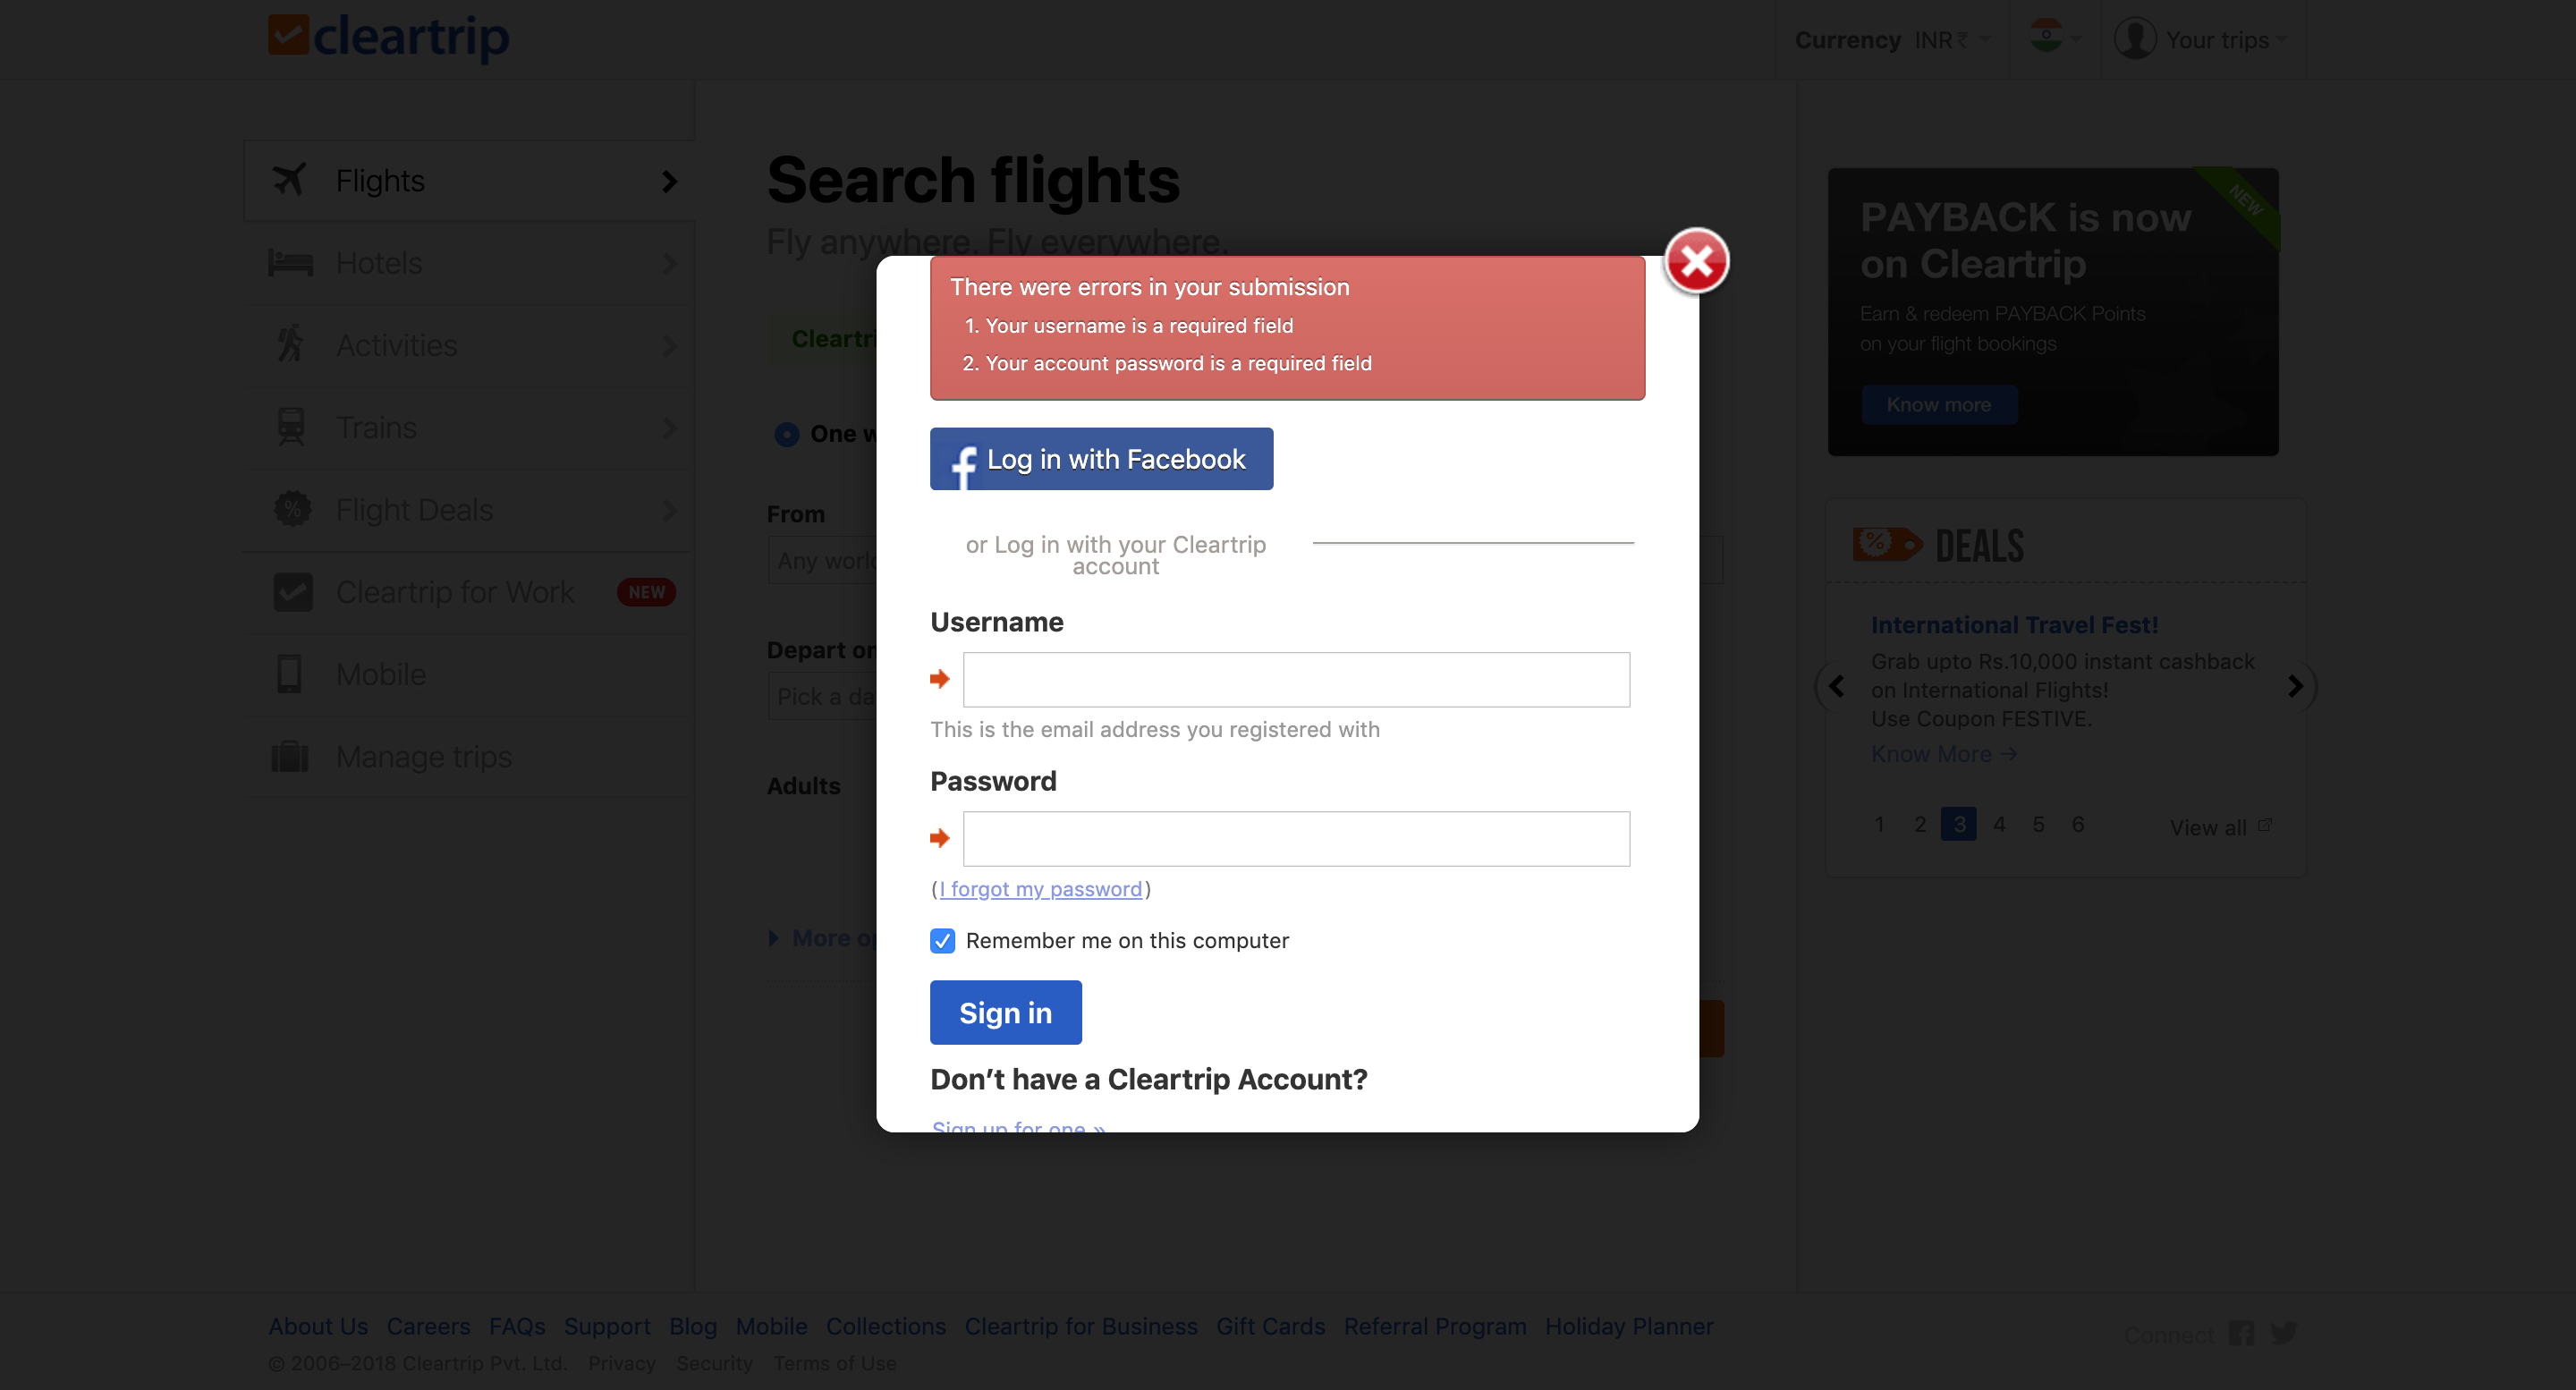 cleartrip
Currency INR ₹
Your trips
Flights
Hotels
Activities
Trains
Flight Deals
Cleartrip for Work NEW
Mobile
Manage trips
Search flights
Fly anywhere. Fly everywhere.
One
From
Depart
Pick a
Adults
More
There were errors in your submission
1. Your username is a required field
2. Your account password is a required field
Log in with Facebook
or Log in with your Cleartrip
account
Username
This is the email address you registered with
Password
(I forgot my password)
Remember me on this computer
Sign in
Don’t have a Cleartrip Account?
Sign up for one »
NEW
PAYBACK is now
on Cleartrip
Earn & redeem PAYBACK Points
on your flight bookings
Know more
DEALS
International Travel Fest!
Grab upto Rs.10,000 instant cashback
on International Flights!
Use Coupon FESTIVE.
Know More →
1 2 3 4 5 6 View all
About Us Careers FAQs Support Blog Mobile Collections Cleartrip for Business Gift Cards Referral Program Holiday Planner
© 2006–2018 Cleartrip Pvt. Ltd. Privacy Security Terms of Use
Connect